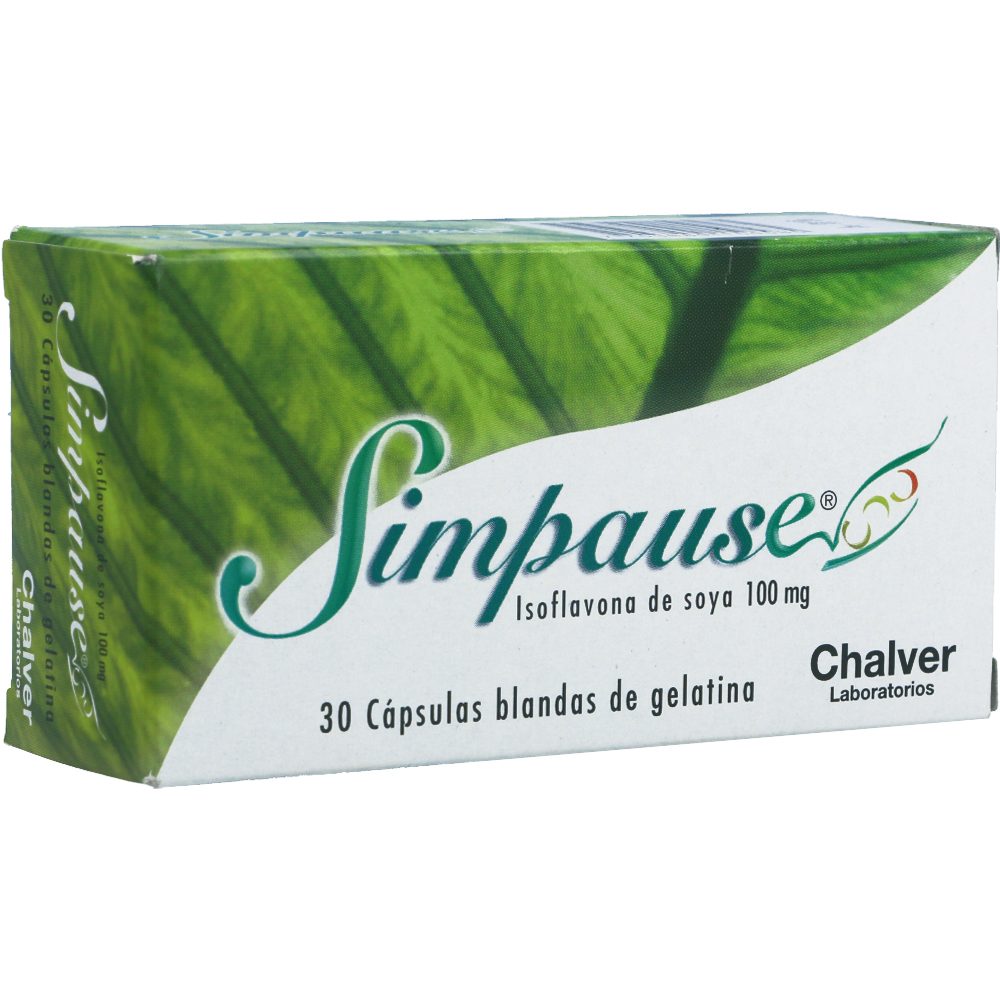 Simpause
Simpause®
Isoflavona de soya 100 mg
30 Cápsulas blandas de gelatina
Chalver
Laboratorios
30 Cápsulas blandas de gelatina
Simpause®
Isoflavona de soya 100 mg
Chalver
Laboratorios